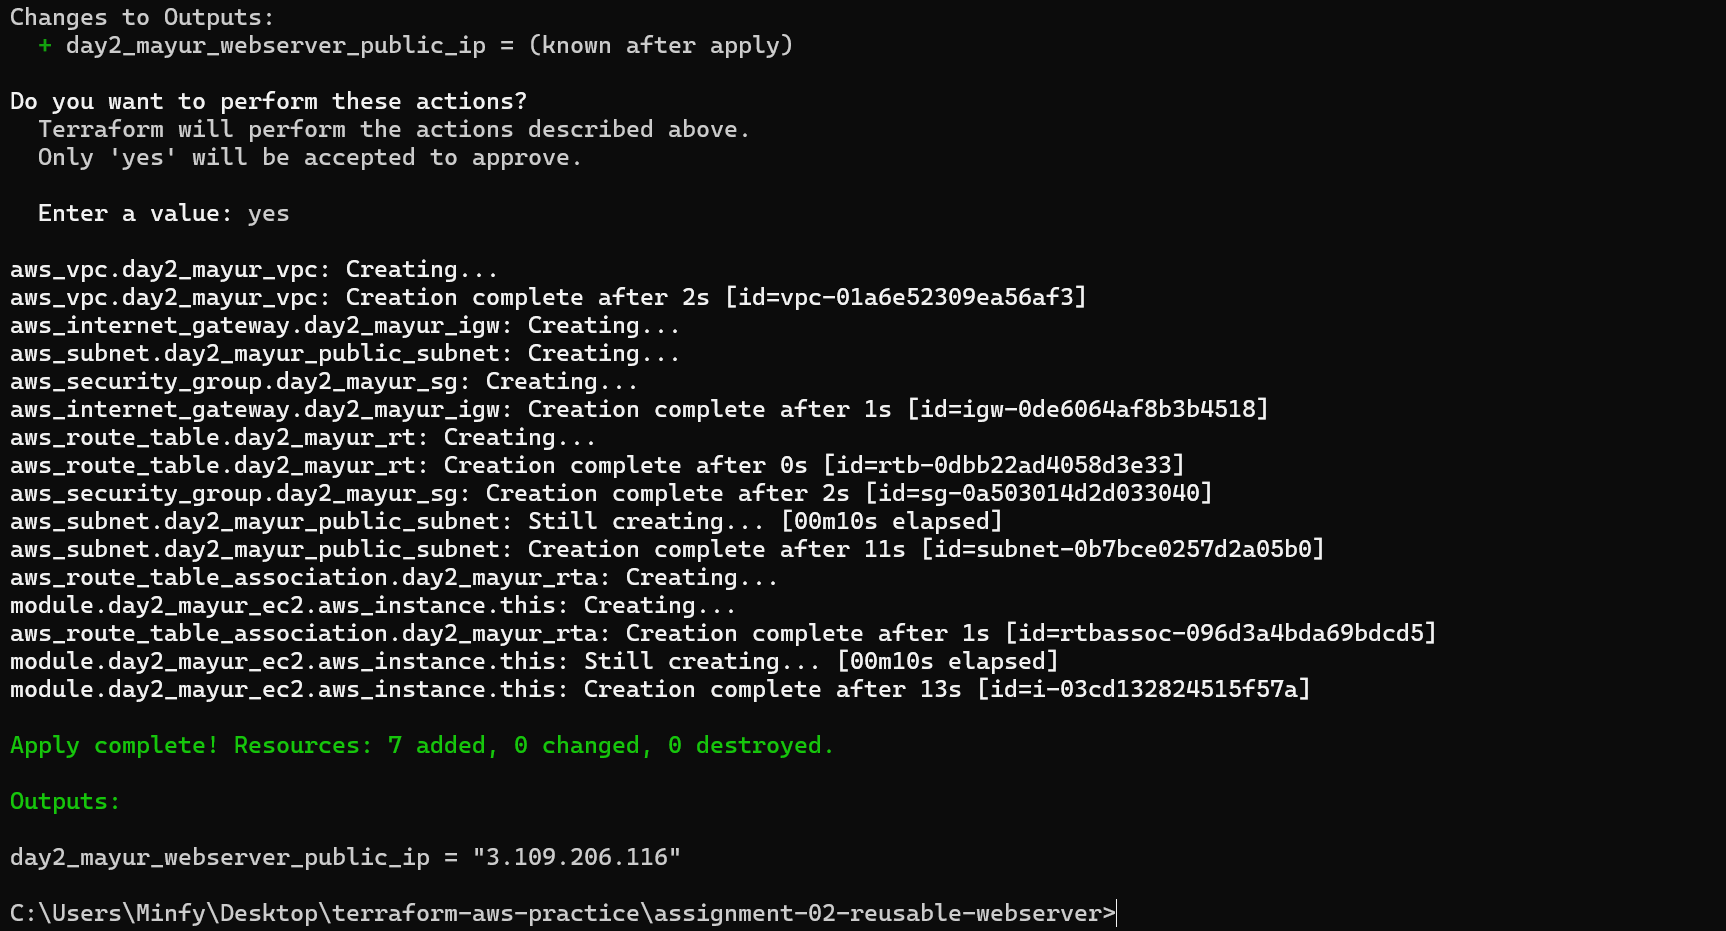 Changes to Outputs:
  + day2_mayur_webserver_public_ip = (known after apply)

Do you want to perform these actions?
  Terraform will perform the actions described above.
  Only 'yes' will be accepted to approve.

  Enter a value: yes

aws_vpc.day2_mayur_vpc: Creating...
aws_vpc.day2_mayur_vpc: Creation complete after 2s [id=vpc-01a6e52309ea56af3]
aws_internet_gateway.day2_mayur_igw: Creating...
aws_subnet.day2_mayur_public_subnet: Creating...
aws_security_group.day2_mayur_sg: Creating...
aws_internet_gateway.day2_mayur_igw: Creation complete after 1s [id=igw-0de6064af8b3b4518]
aws_route_table.day2_mayur_rt: Creating...
aws_route_table.day2_mayur_rt: Creation complete after 0s [id=rtb-0dbb22ad4058d3e33]
aws_security_group.day2_mayur_sg: Creation complete after 2s [id=sg-0a503014d2d033040]
aws_subnet.day2_mayur_public_subnet: Still creating... [00m10s elapsed]
aws_subnet.day2_mayur_public_subnet: Creation complete after 11s [id=subnet-0b7bce0257d2a05b0]
aws_route_table_association.day2_mayur_rta: Creating...
module.day2_mayur_ec2.aws_instance.this: Creating...
aws_route_table_association.day2_mayur_rta: Creation complete after 1s [id=rtbassoc-096d3a4bda69bdcd5]
module.day2_mayur_ec2.aws_instance.this: Still creating... [00m10s elapsed]
module.day2_mayur_ec2.aws_instance.this: Creation complete after 13s [id=i-03cd132824515f57a]

Apply complete! Resources: 7 added, 0 changed, 0 destroyed.

Outputs:

day2_mayur_webserver_public_ip = "3.109.206.116"

C:\Users\Minfy\Desktop\terraform-aws-practice\assignment-02-reusable-webserver>